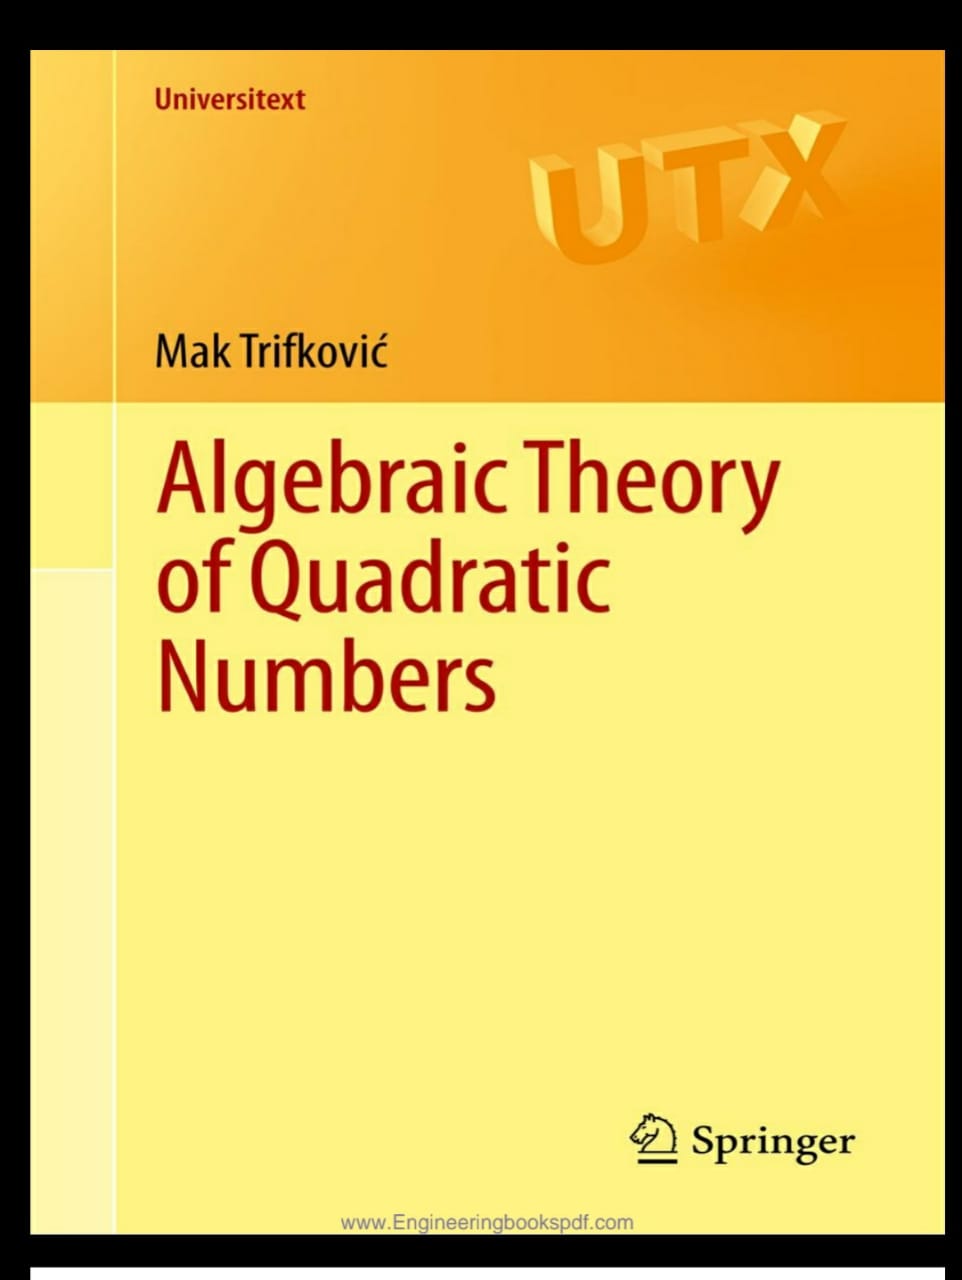 Universitext
UTX
Mak Trifković
Algebraic Theory
of Quadratic
Numbers
Springer
www.Engineeringbookspdf.com